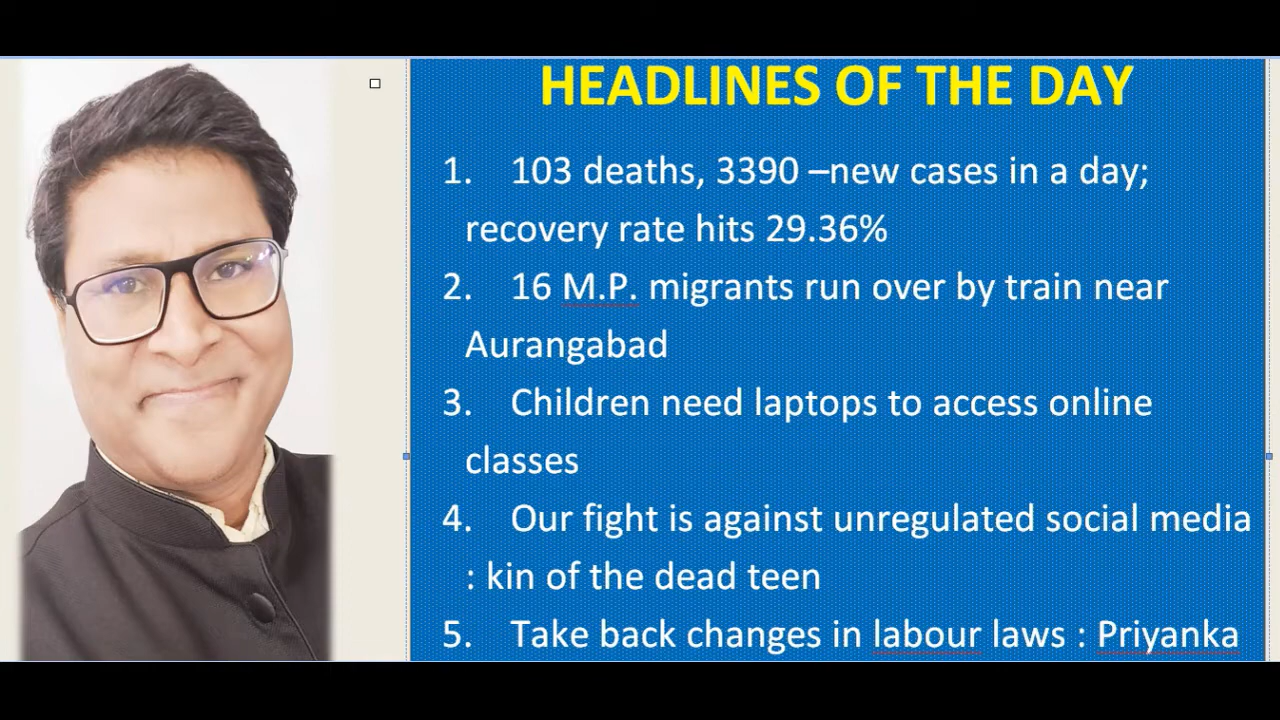 HEADLINES OF THE DAY
1. 103 deaths, 3390 –new cases in a day;
recovery rate hits 29.36%
2. 16 M.P. migrants run over by train near
Aurangabad
3. Children need laptops to access online
classes
4. Our fight is against unregulated social media
: kin of the dead teen
5. Take back changes in labour laws : Priyanka